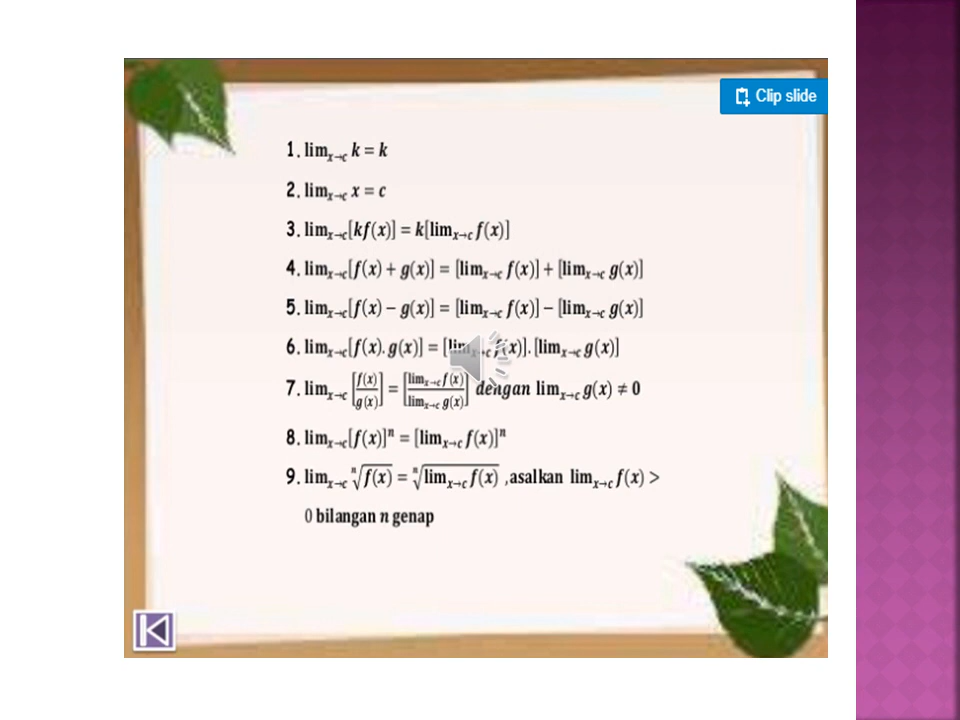 Clip slide
1. lim_{x→c} k = k
2. lim_{x→c} x = c
3. lim_{x→c}[kf(x)] = k[lim_{x→c} f(x)]
4. lim_{x→c}[f(x) + g(x)] = [lim_{x→c} f(x)] + [lim_{x→c} g(x)]
5. lim_{x→c}[f(x) − g(x)] = [lim_{x→c} f(x)] − [lim_{x→c} g(x)]
6. lim_{x→c}[f(x). g(x)] = [lim_{x→c} f(x)]. [lim_{x→c} g(x)]
7. lim_{x→c} [f(x)/g(x)] = [lim_{x→c} f(x)/lim_{x→c} g(x)] dengan lim_{x→c} g(x) ≠ 0
8. lim_{x→c}[f(x)]ⁿ = [lim_{x→c} f(x)]ⁿ
9. lim_{x→c} ⁿ√f(x) = ⁿ√lim_{x→c} f(x) ,asalkan lim_{x→c} f(x) >
0 bilangan n genap